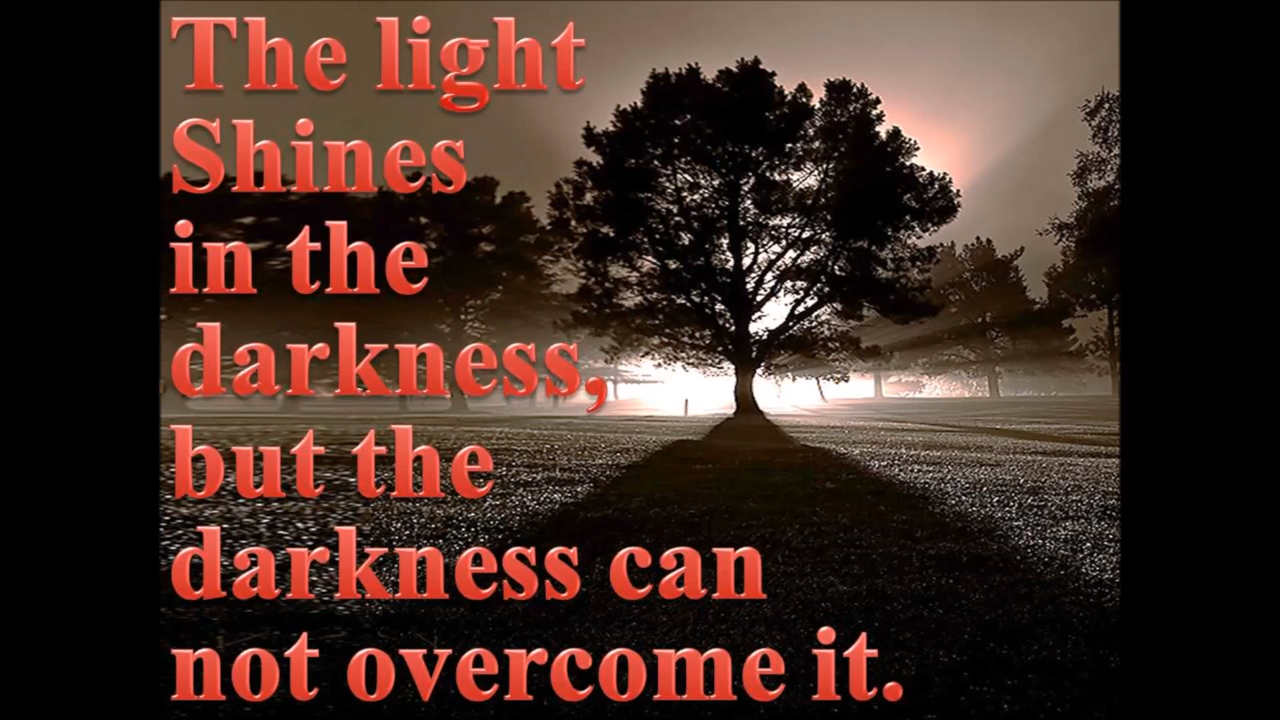 The light
Shines
in the
darkness,
but the
darkness can
not overcome it.